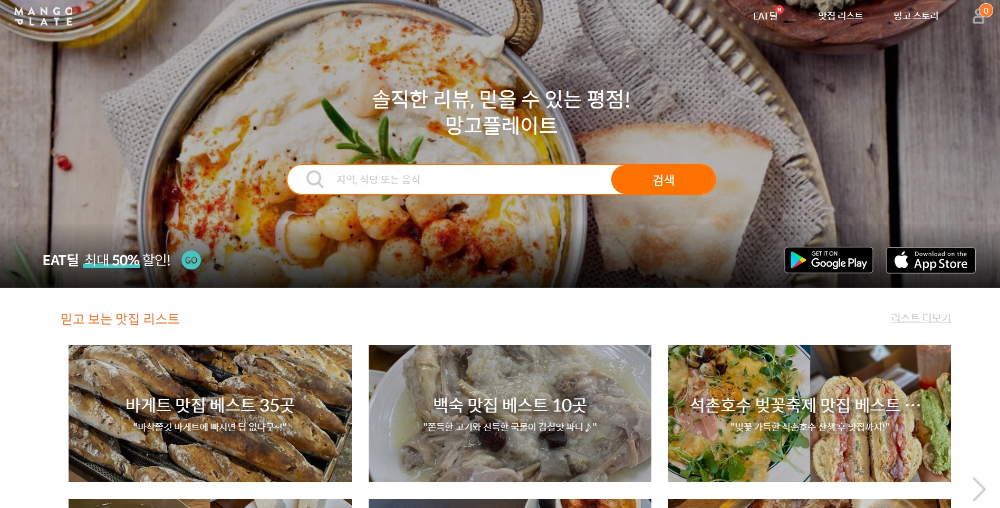 MANGO
PLATE
EAT딜
N
맛집 리스트
망고 스토리
0
솔직한 리뷰, 믿을 수 있는 평점!
망고플레이트
지역, 식당 또는 음식
검색
EAT딜 최대 50% 할인!
GO
GET IT ON
Google Play
Download on the
App Store
믿고 보는 맛집 리스트
리스트 더보기
바게트 맛집 베스트 35곳
"바삭쫄깃 바게트에 빠지면 답 없다구~!"
백숙 맛집 베스트 10곳
"쫀득한 고기와 진득한 국물이 감칠맛 파티♪"
석촌호수 벚꽃축제 맛집 베스트 ···
"벚꽃 가득한 석촌호수 산책 후 맛집까지!"